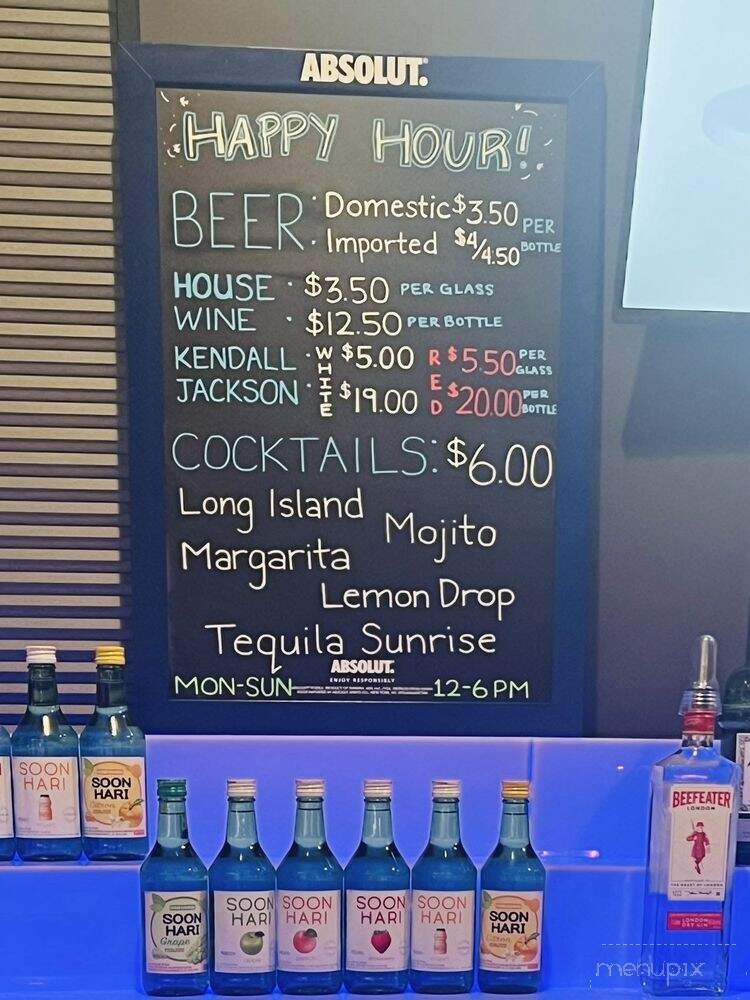 ABSOLUT.
HAPPY HOUR!
BEER: Domestic $3.50 PER
Imported $4/4.50 BOTTLE
HOUSE · $3.50 PER GLASS
WINE · $12.50 PER BOTTLE
KENDALL · WHITE $5.00 RED $5.50 PER GLASS
JACKSON · $19.00 $20.00 PER BOTTLE
COCKTAILS: $6.00
Long Island
Mojito
Margarita
Lemon Drop
Tequila Sunrise
ABSOLUT.
ENJOY RESPONSIBLY
MON-SUN 12-6 PM
SOON HARI
SOON HARI Citron
BEEFEATER
LONDON
LONDON
DRY GIN
SOON HARI Grape
SOON HARI
SOON HARI
SOON HARI
SOON HARI
SOON HARI Citron
menupix